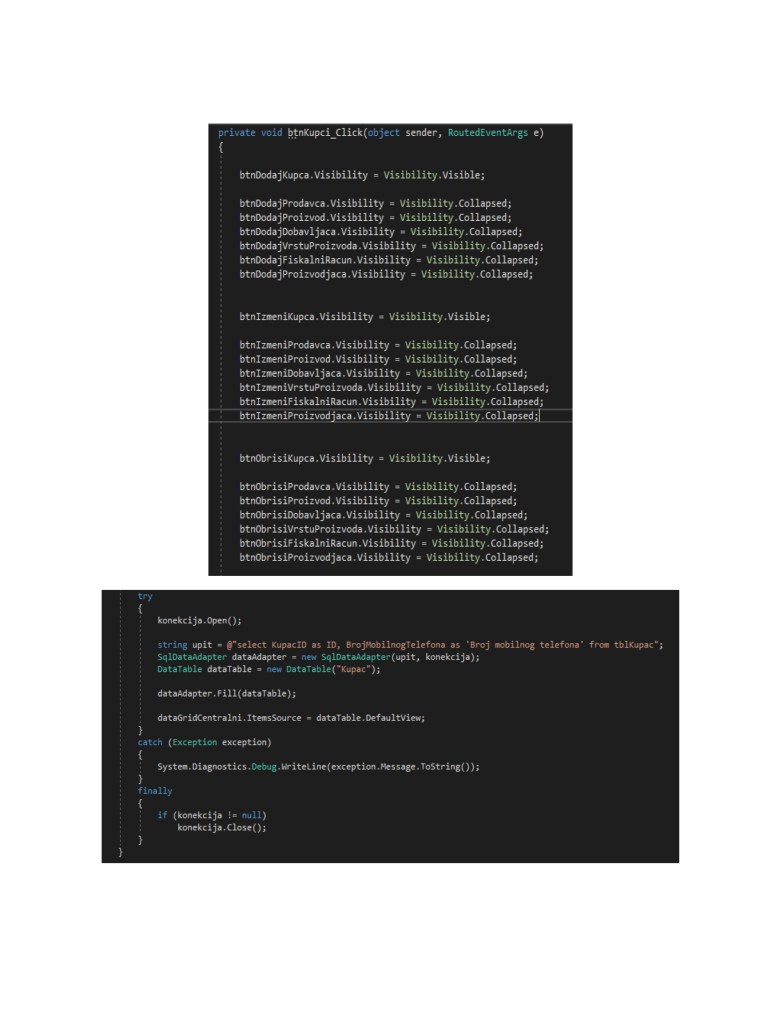 private void btnKupci_Click(object sender, RoutedEventArgs e)
{
btnDodajKupca.Visibility = Visibility.Visible;
btnDodajProdavca.Visibility = Visibility.Collapsed;
btnDodajProizvod.Visibility = Visibility.Collapsed;
btnDodajDobavljaca.Visibility = Visibility.Collapsed;
btnDodajVrstuProizvoda.Visibility = Visibility.Collapsed;
btnDodajFiskalniRacun.Visibility = Visibility.Collapsed;
btnDodajProizvodjaca.Visibility = Visibility.Collapsed;
btnIzmeniKupca.Visibility = Visibility.Visible;
btnIzmeniProdavca.Visibility = Visibility.Collapsed;
btnIzmeniProizvod.Visibility = Visibility.Collapsed;
btnIzmeniDobavljaca.Visibility = Visibility.Collapsed;
btnIzmeniVrstuProizvoda.Visibility = Visibility.Collapsed;
btnIzmeniFiskalniRacun.Visibility = Visibility.Collapsed;
btnIzmeniProizvodjaca.Visibility = Visibility.Collapsed;
btnObrisiKupca.Visibility = Visibility.Visible;
btnObrisiProdavca.Visibility = Visibility.Collapsed;
btnObrisiProizvod.Visibility = Visibility.Collapsed;
btnObrisiDobavljaca.Visibility = Visibility.Collapsed;
btnObrisiVrstuProizvoda.Visibility = Visibility.Collapsed;
btnObrisiFiskalniRacun.Visibility = Visibility.Collapsed;
btnObrisiProizvodjaca.Visibility = Visibility.Collapsed;
try
{
konekcija.Open();
string upit = @"select KupacID as ID, BrojMobilnogTelefona as 'Broj mobilnog telefona' from tblKupac";
SqlDataAdapter dataAdapter = new SqlDataAdapter(upit, konekcija);
DataTable dataTable = new DataTable("Kupac");
dataAdapter.Fill(dataTable);
dataGridCentralni.ItemsSource = dataTable.DefaultView;
}
catch (Exception exception)
{
System.Diagnostics.Debug.WriteLine(exception.Message.ToString());
}
finally
{
if (konekcija != null)
konekcija.Close();
}
}